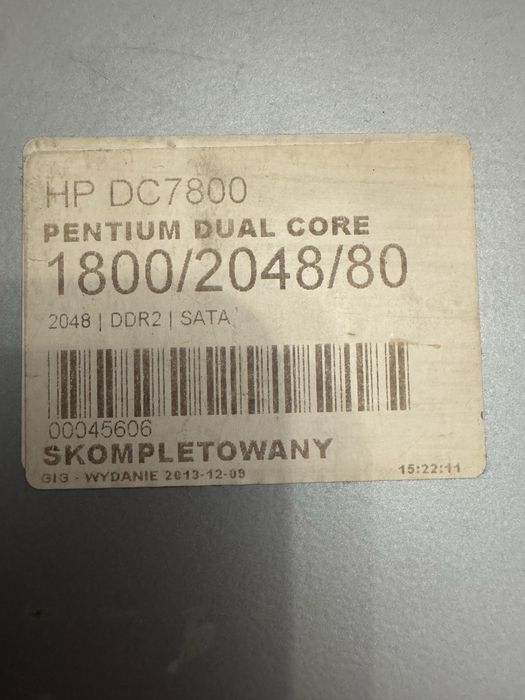 HP DC7800
PENTIUM DUAL CORE
1800/2048/80
2048 | DDR2 | SATA
00045606
SKOMPLETOWANY
GIG - WYDANIE 2013-12-09 15:22:11